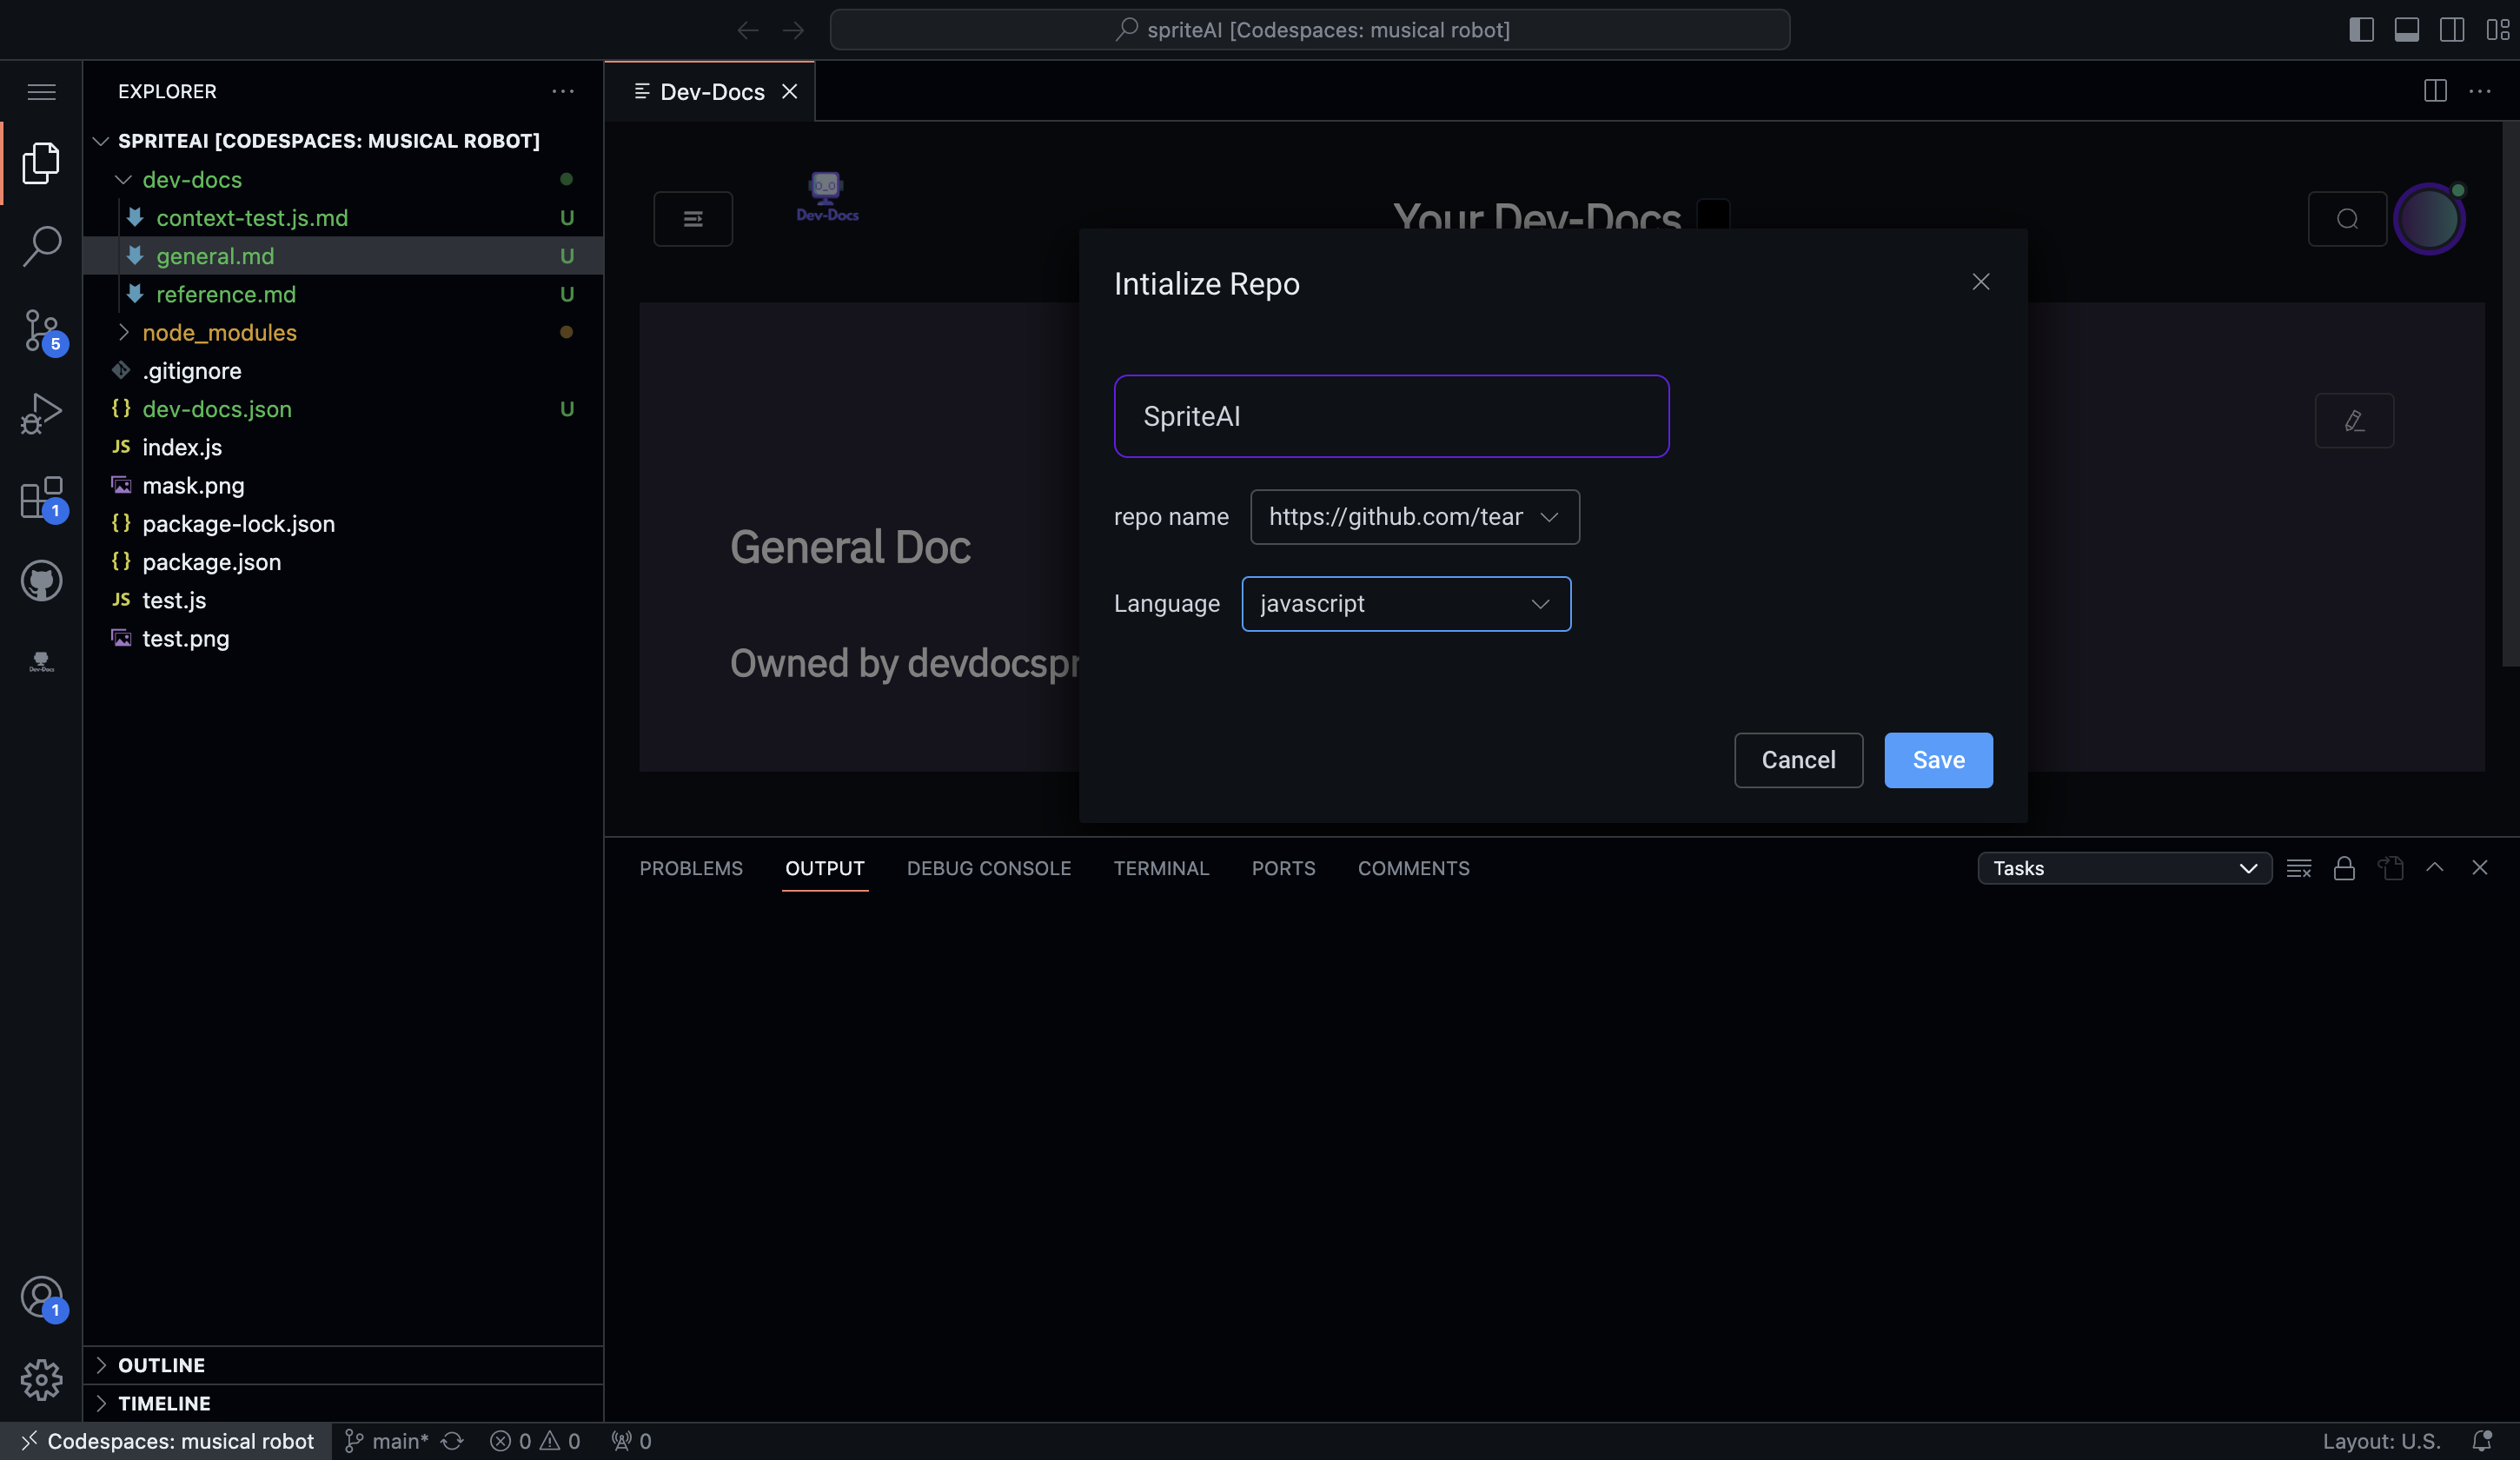 spriteAI [Codespaces: musical robot]
EXPLORER
SPRITEAI [CODESPACES: MUSICAL ROBOT]
dev-docs
context-test.js.md U
general.md U
reference.md U
node_modules
.gitignore
{} dev-docs.json U
JS index.js
mask.png
{} package-lock.json
{} package.json
JS test.js
test.png
5
1
Dev-Docs
1
OUTLINE
TIMELINE
Dev-Docs
Dev-Docs
Your Dev-Docs
General Doc
Owned by devdocspr
Intialize Repo
SpriteAI
repo name https://github.com/tear
Language javascript
Cancel Save
PROBLEMS OUTPUT DEBUG CONSOLE TERMINAL PORTS COMMENTS Tasks
Codespaces: musical robot main* 0 0 0 Layout: U.S.